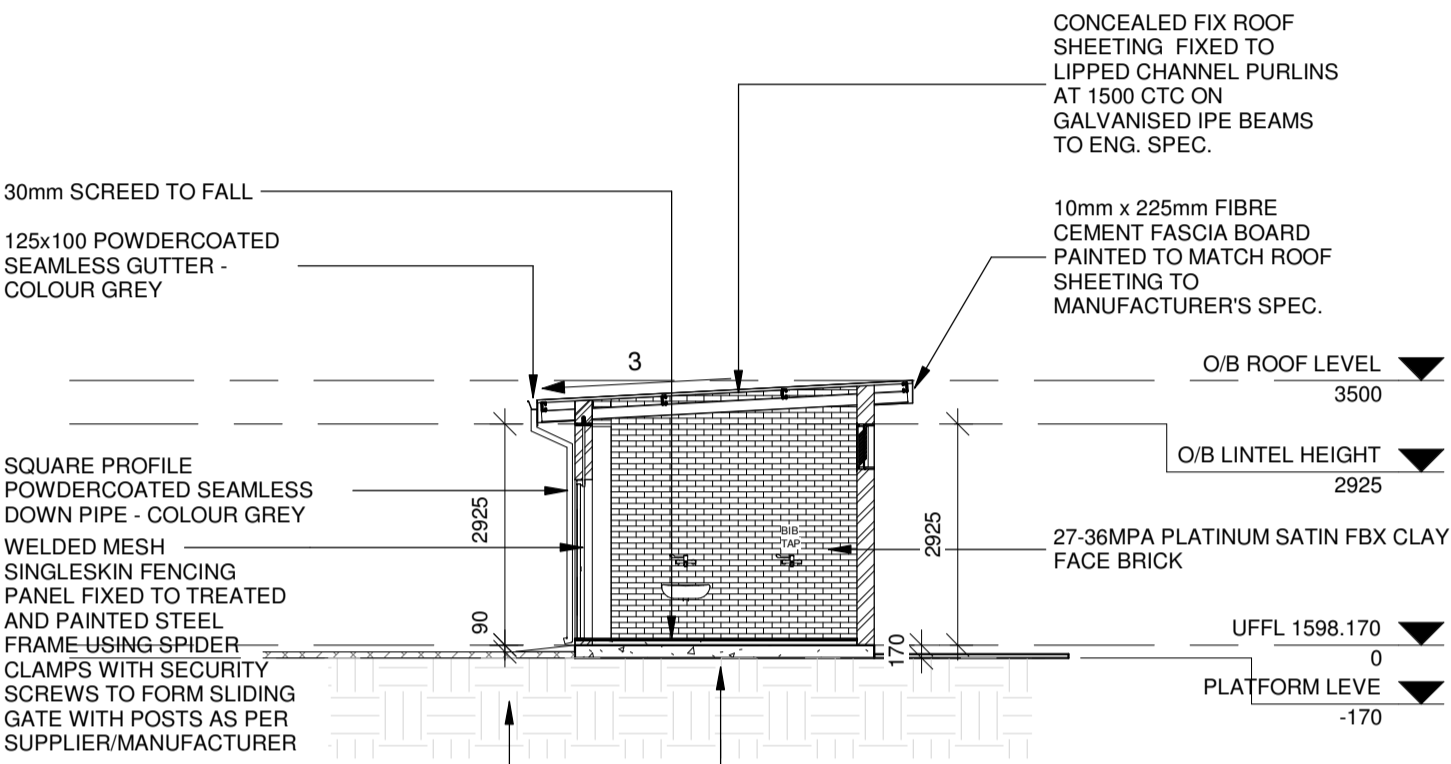 CONCEALED FIX ROOF
SHEETING FIXED TO
LIPPED CHANNEL PURLINS
AT 1500 CTC ON
GALVANISED IPE BEAMS
TO ENG. SPEC.
30mm SCREED TO FALL
125x100 POWDERCOATED
SEAMLESS GUTTER -
COLOUR GREY
10mm x 225mm FIBRE
CEMENT FASCIA BOARD
PAINTED TO MATCH ROOF
SHEETING TO
MANUFACTURER'S SPEC.
3
O/B ROOF LEVEL
3500
O/B LINTEL HEIGHT
2925
SQUARE PROFILE
POWDERCOATED SEAMLESS
DOWN PIPE - COLOUR GREY
WELDED MESH
SINGLESKIN FENCING
PANEL FIXED TO TREATED
AND PAINTED STEEL
FRAME USING SPIDER
CLAMPS WITH SECURITY
SCREWS TO FORM SLIDING
GATE WITH POSTS AS PER
SUPPLIER/MANUFACTURER
2925
90
BIB
TAP
2925
170
27-36MPA PLATINUM SATIN FBX CLAY
FACE BRICK
UFFL 1598.170
0
PLATFORM LEVE
-170